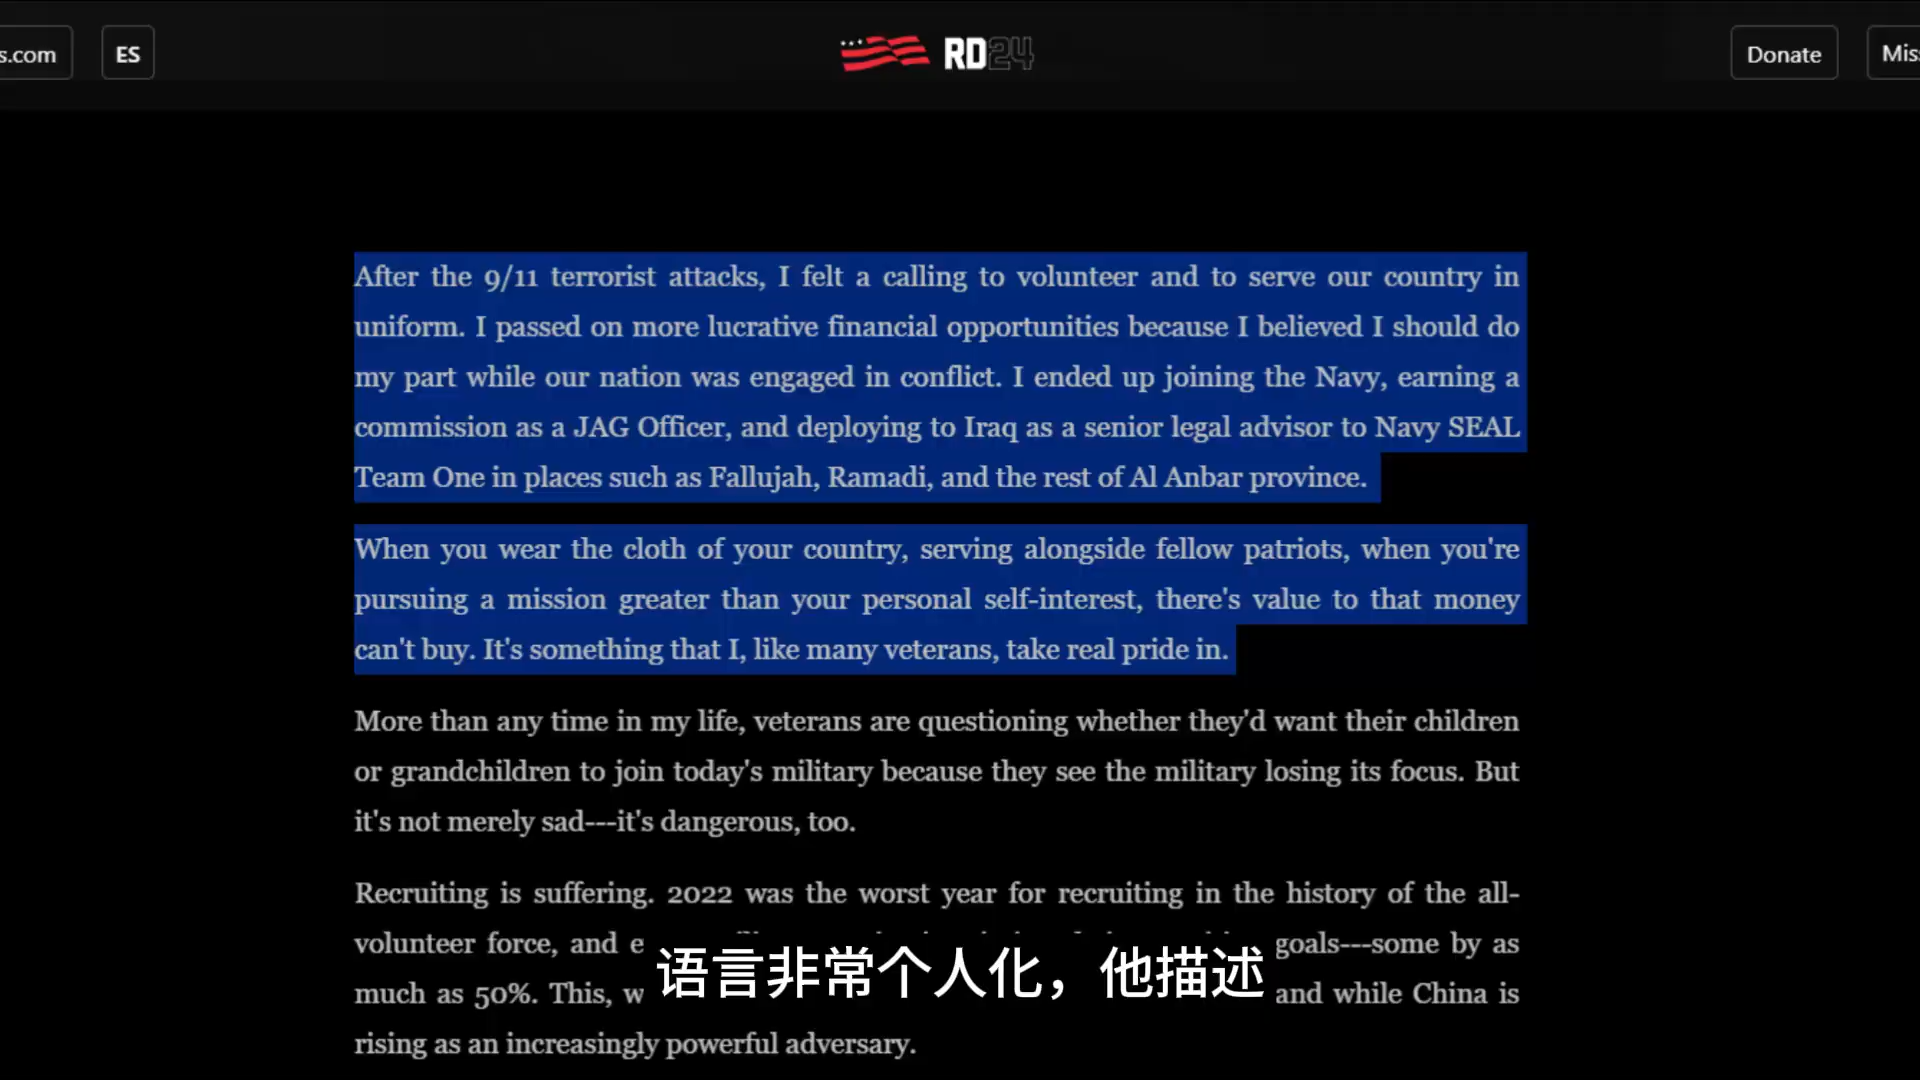 s.com
ES
RD24
Donate
Mis
After the 9/11 terrorist attacks, I felt a calling to volunteer and to serve our country in
uniform. I passed on more lucrative financial opportunities because I believed I should do
my part while our nation was engaged in conflict. I ended up joining the Navy, earning a
commission as a JAG Officer, and deploying to Iraq as a senior legal advisor to Navy SEAL
Team One in places such as Fallujah, Ramadi, and the rest of Al Anbar province.
When you wear the cloth of your country, serving alongside fellow patriots, when you're
pursuing a mission greater than your personal self-interest, there's value to that money
can't buy. It's something that I, like many veterans, take real pride in.
More than any time in my life, veterans are questioning whether they'd want their children
or grandchildren to join today's military because they see the military losing its focus. But
it's not merely sad---it's dangerous, too.
Recruiting is suffering. 2022 was the worst year for recruiting in the history of the all-
volunteer force, and e goals---some by as
much as 50%. This, w and while China is
rising as an increasingly powerful adversary.
语言非常个人化，他描述